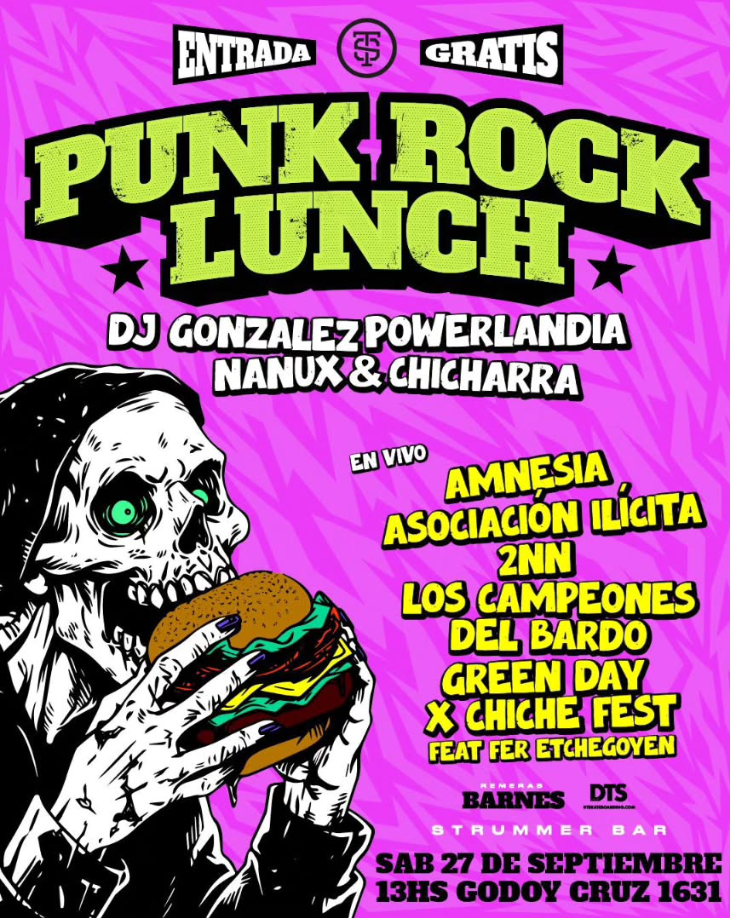 ENTRADA GRATIS
PUNK ROCK
LUNCH
DJ GONZALEZ POWERLANDIA
NANUX & CHICHARRA
EN VIVO
AMNESIA
ASOCIACIÓN ILÍCITA
2NN
LOS CAMPEONES
DEL BARDO
GREEN DAY
X CHICHE FEST
FEAT FER ETCHEGOYEN
REMERAS
BARNES
DTS
STRUMMER BAR
SAB 27 DE SEPTIEMBRE
13HS GODOY CRUZ 1631